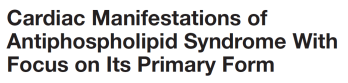 Cardiac Manifestations of
Antiphospholipid Syndrome With
Focus on Its Primary Form